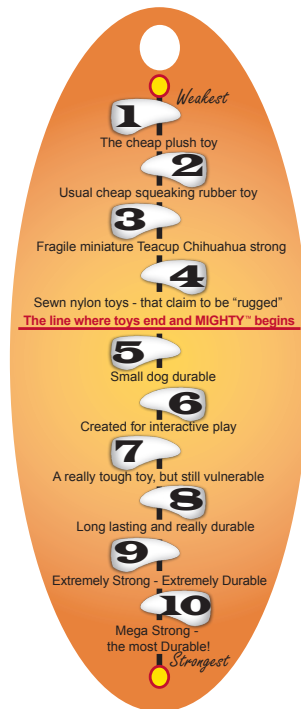 Weakest
1
The cheap plush toy
2
Usual cheap squeaking rubber toy
3
Fragile miniature Teacup Chihuahua strong
4
Sewn nylon toys - that claim to be “rugged”
The line where toys end and MIGHTY™ begins
5
Small dog durable
6
Created for interactive play
7
A really tough toy, but still vulnerable
8
Long lasting and really durable
9
Extremely Strong - Extremely Durable
10
Mega Strong -
the most Durable!
Strongest